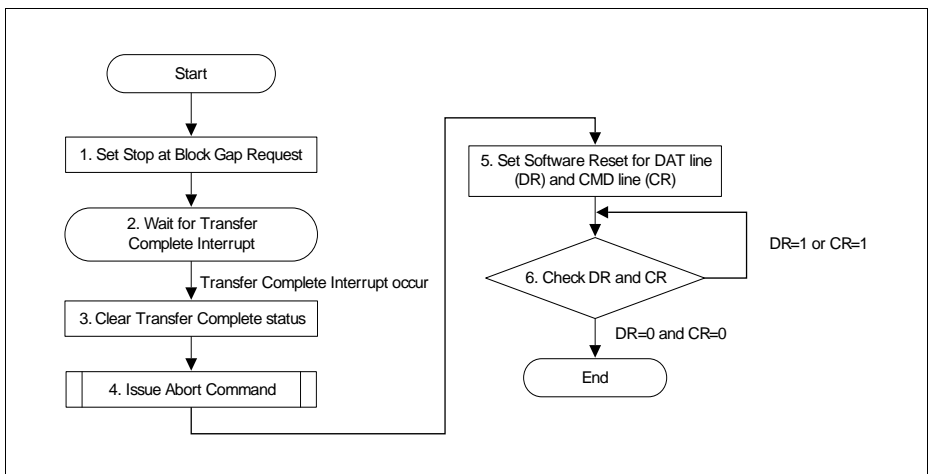 Start
1. Set Stop at Block Gap Request
2. Wait for Transfer
Complete Interrupt
Transfer Complete Interrupt occur
3. Clear Transfer Complete status
4. Issue Abort Command
5. Set Software Reset for DAT line
(DR) and CMD line (CR)
DR=1 or CR=1
6. Check DR and CR
DR=0 and CR=0
End